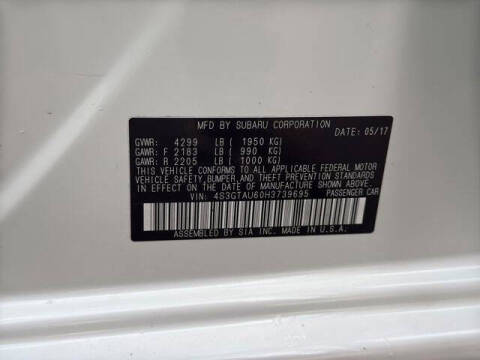 MFD BY SUBARU CORPORATION
DATE: 05/17
GVWR: 4299 LB ( 1950 KG)
GAWR: F 2183 LB ( 990 KG)
GAWR: R 2205 LB ( 1000 KG)
THIS VEHICLE CONFORMS TO ALL APPLICABLE FEDERAL MOTOR
VEHICLE SAFETY, BUMPER, AND THEFT PREVENTION STANDARDS
IN EFFECT ON THE DATE OF MANUFACTURE SHOWN ABOVE.
VIN: 4S3GTAU60H3739695 PASSENGER CAR
ASSEMBLED BY SIA INC. MADE IN U.S.A.